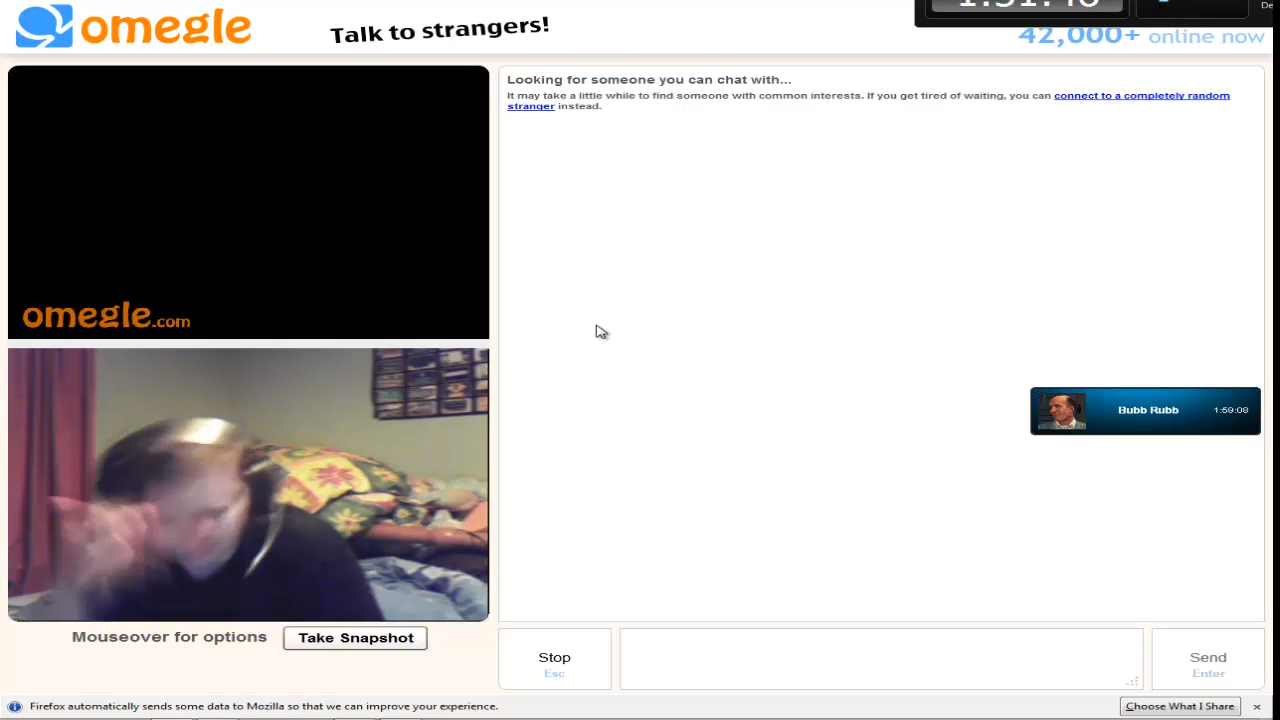 omegle
Talk to strangers!
42,000+ online now
Looking for someone you can chat with...
It may take a little while to find someone with common interests. If you get tired of waiting, you can connect to a completely random
stranger instead.
omegle.com
Bubb Rubb
1:59:08
Mouseover for options
Take Snapshot
Stop
Esc
Send
Enter
Firefox automatically sends some data to Mozilla so that we can improve your experience.
Choose What I Share